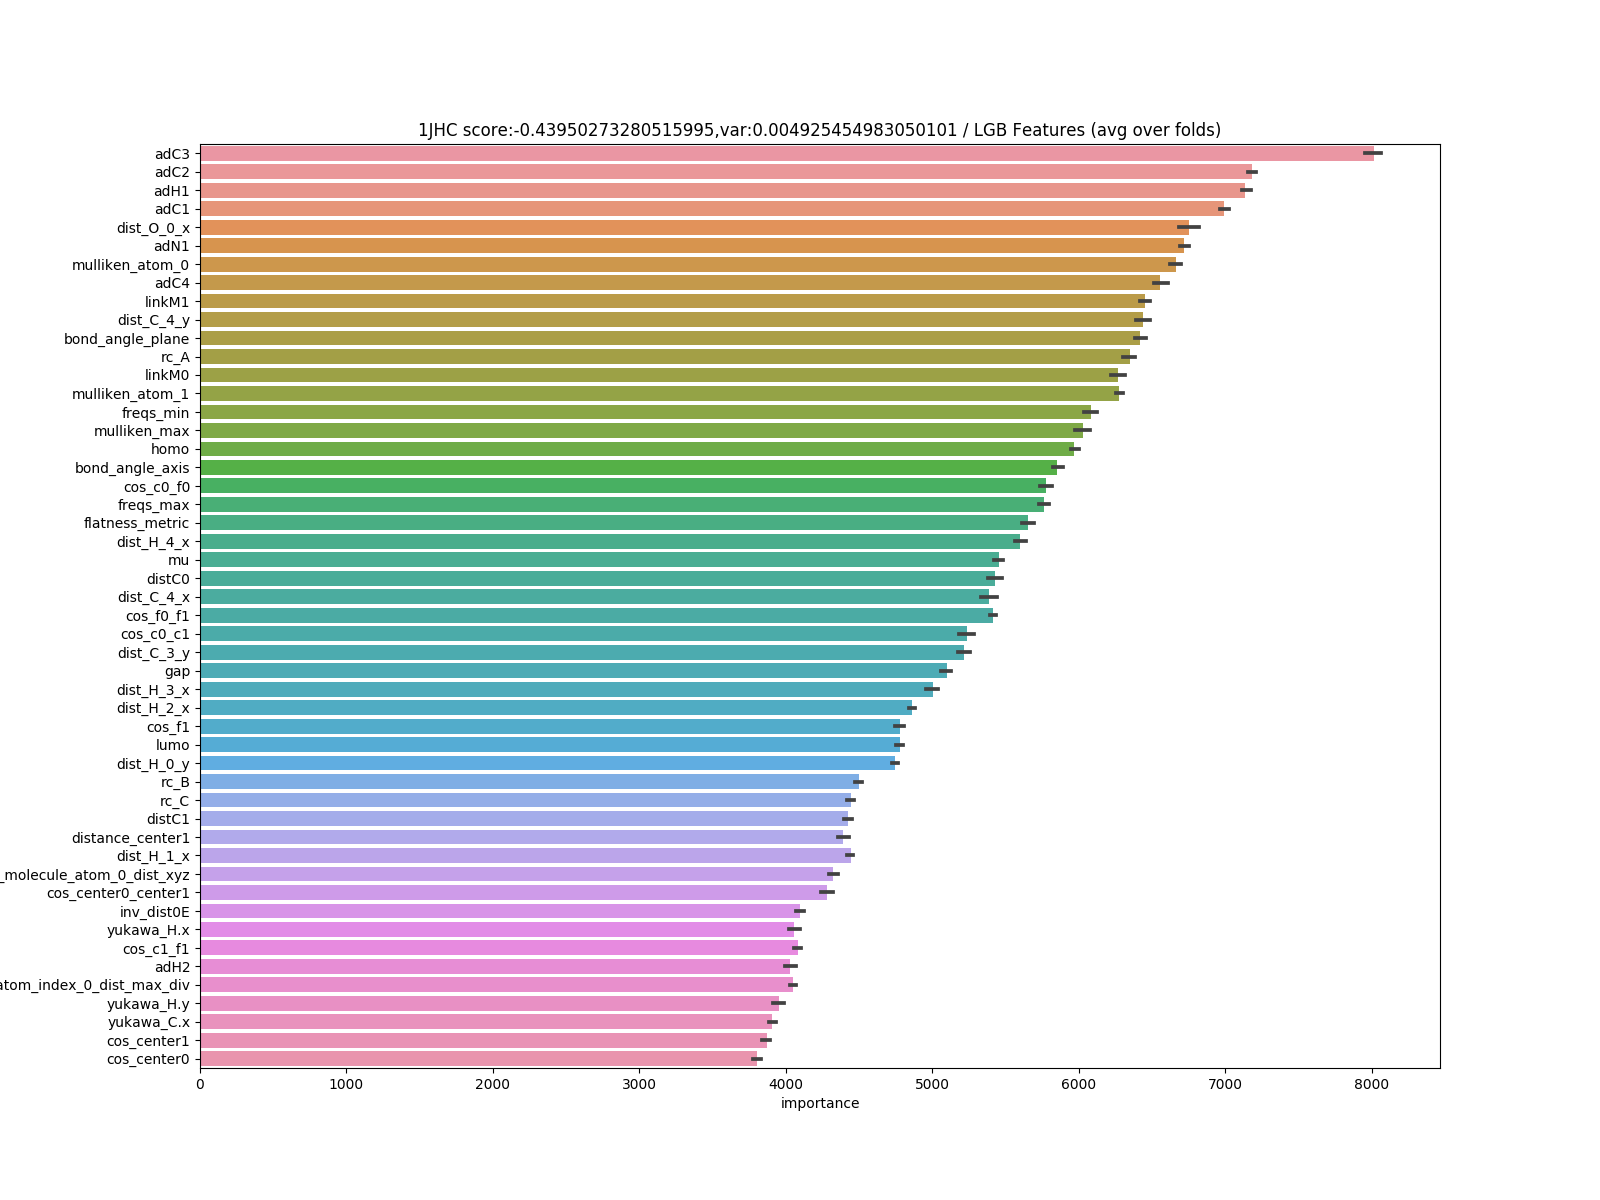 1JHC score:-0.43950273280515995,var:0.004925454983050101 / LGB Features (avg over folds)
adC3
adC2
adH1
adC1
dist_O_0_x
adN1
mulliken_atom_0
adC4
linkM1
dist_C_4_y
bond_angle_plane
rc_A
linkM0
mulliken_atom_1
freqs_min
mulliken_max
homo
bond_angle_axis
cos_c0_f0
freqs_max
flatness_metric
dist_H_4_x
mu
distC0
dist_C_4_x
cos_f0_f1
cos_c0_c1
dist_C_3_y
gap
dist_H_3_x
dist_H_2_x
cos_f1
lumo
dist_H_0_y
rc_B
rc_C
distC1
distance_center1
dist_H_1_x
_molecule_atom_0_dist_xyz
cos_center0_center1
inv_dist0E
yukawa_H.x
cos_c1_f1
adH2
atom_index_0_dist_max_div
yukawa_H.y
yukawa_C.x
cos_center1
cos_center0
0 1000 2000 3000 4000 5000 6000 7000 8000
importance